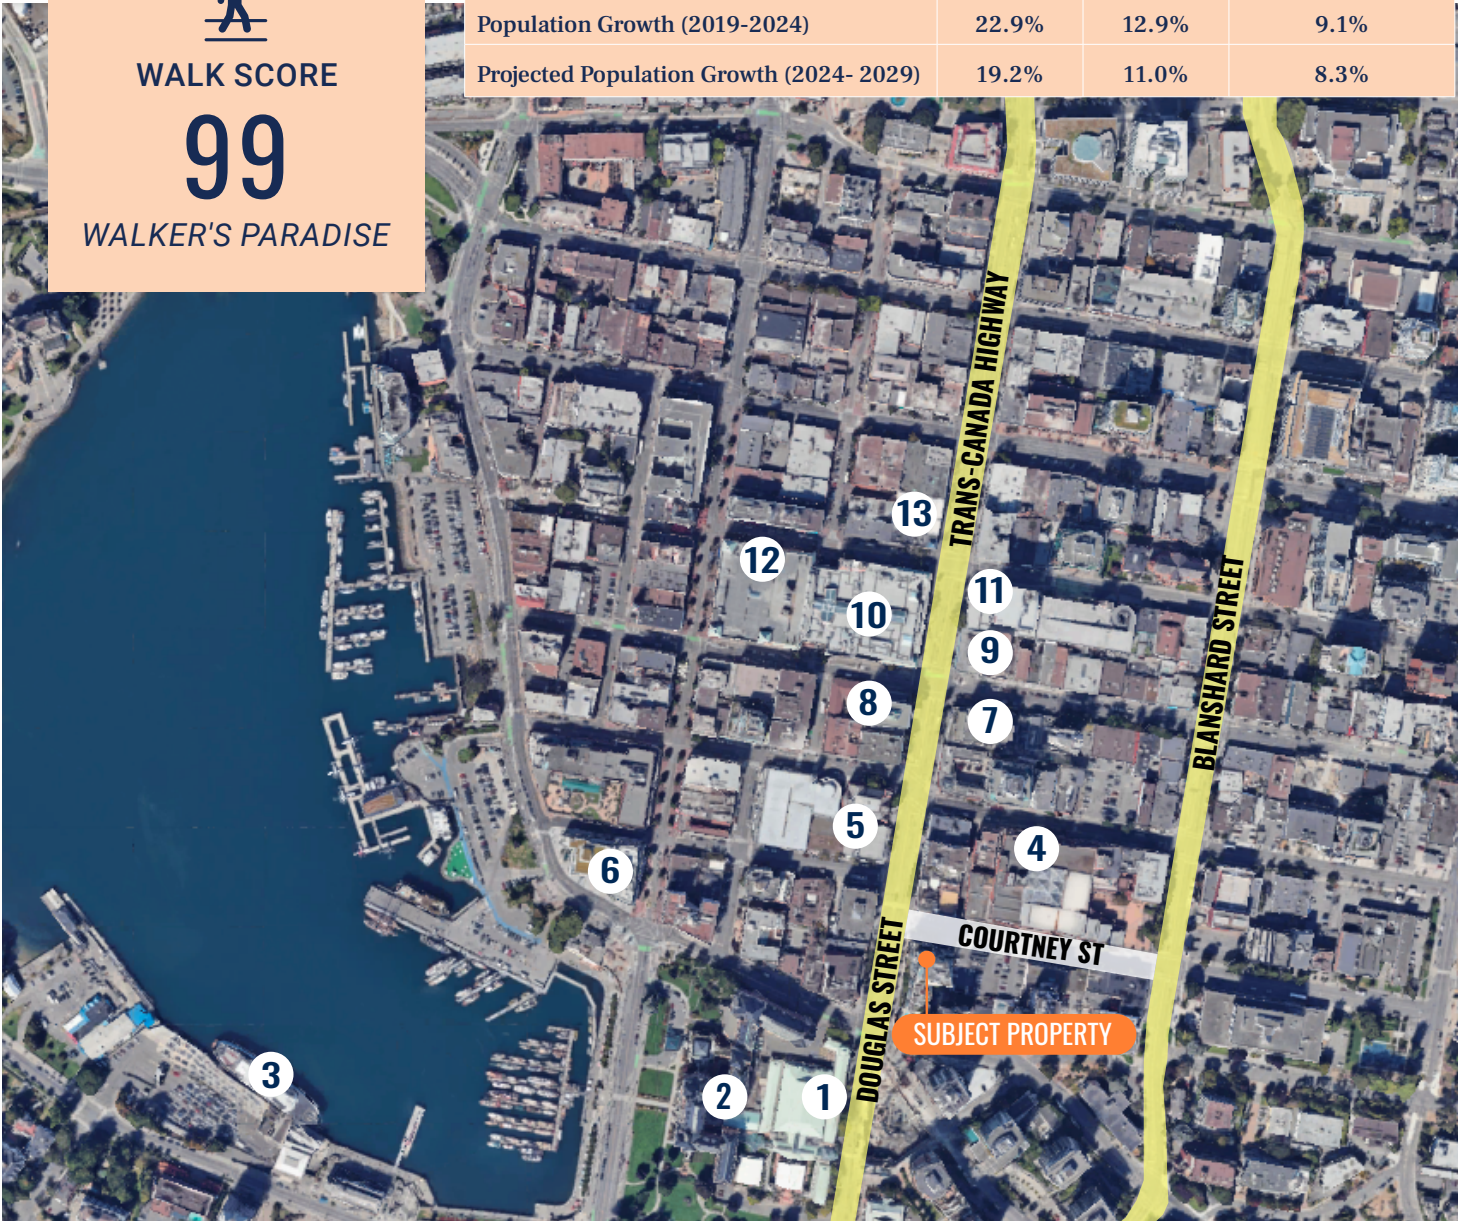 Population Growth (2019-2024) 22.9% 12.9% 9.1%
Projected Population Growth (2024- 2029) 19.2% 11.0% 8.3%
WALK SCORE
99
WALKER'S PARADISE
TRANS-CANADA HIGHWAY
BLANSHARD STREET
13
12
11
10
9
8
7
5
4
6
COURTNEY ST
DOUGLAS STREET
SUBJECT PROPERTY
3
2
1